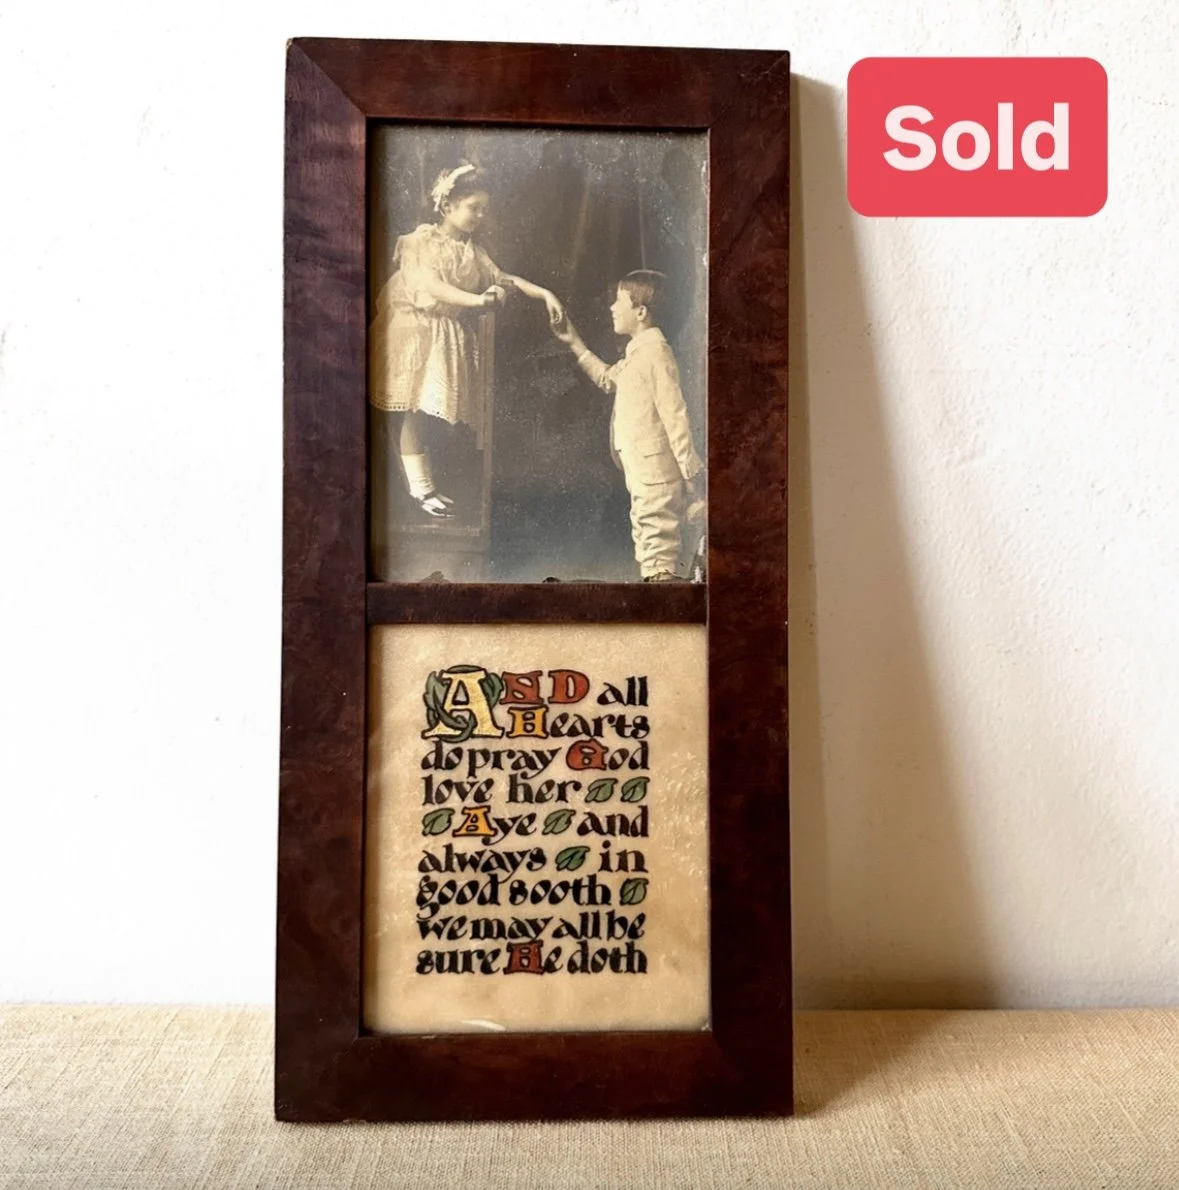 Sold
AND all
Hearts
do pray God
love her
Aye and
always in
good sooth
we may all be
sure He doth